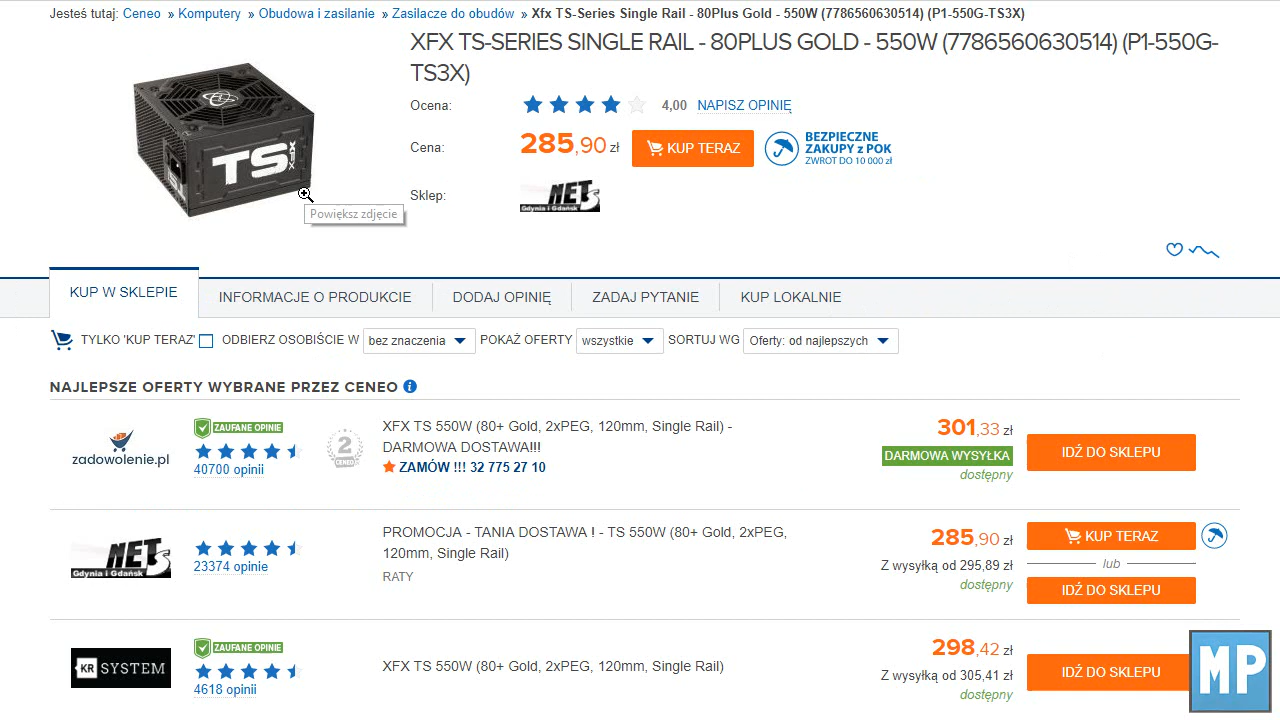 Jesteś tutaj: Ceneo » Komputery » Obudowa i zasilanie » Zasilacze do obudów » Xfx TS-Series Single Rail - 80Plus Gold - 550W (7786560630514) (P1-550G-TS3X)
XFX TS-SERIES SINGLE RAIL - 80PLUS GOLD - 550W (7786560630514) (P1-550G-
TS3X)
TS XFX
Powiększ zdjęcie
Ocena: 4,00 NAPISZ OPINIĘ
Cena: 285,90 zł KUP TERAZ
BEZPIECZNE
ZAKUPY z POK
ZWROT DO 10 000 zł
Sklep: NETs
Gdynia i Gdańsk
KUP W SKLEPIE INFORMACJE O PRODUKCIE DODAJ OPINIĘ ZADAJ PYTANIE KUP LOKALNIE
TYLKO 'KUP TERAZ' ODBIERZ OSOBIŚCIE W bez znaczenia POKAŻ OFERTY wszystkie SORTUJ WG Oferty: od najlepszych
NAJLEPSZE OFERTY WYBRANE PRZEZ CENEO
zadowolenie.pl
ZAUFANE OPINIE
40700 opinii
2
CENEO
XFX TS 550W (80+ Gold, 2xPEG, 120mm, Single Rail) -
DARMOWA DOSTAWA!!!
ZAMÓW !!! 32 775 27 10
301,33 zł
DARMOWA WYSYŁKA
dostępny
IDŹ DO SKLEPU
NETs
Gdynia i Gdańsk
23374 opinie
PROMOCJA - TANIA DOSTAWA ! - TS 550W (80+ Gold, 2xPEG,
120mm, Single Rail)
RATY
285,90 zł
Z wysyłką od 295,89 zł
dostępny
KUP TERAZ
lub
IDŹ DO SKLEPU
KR SYSTEM
ZAUFANE OPINIE
4618 opinii
XFX TS 550W (80+ Gold, 2xPEG, 120mm, Single Rail)
298,42 zł
Z wysyłką od 305,41 zł
dostępny
IDŹ DO SKLEPU
MP